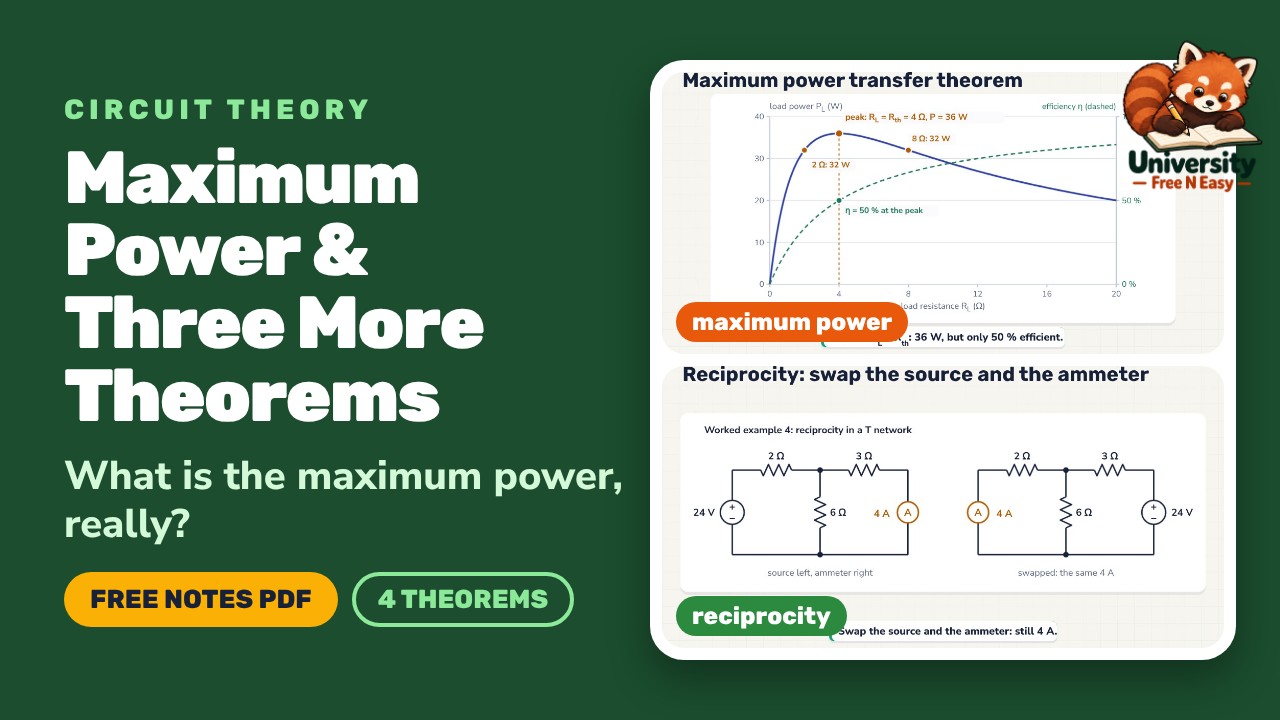 CIRCUIT THEORY
Maximum
Power &
Three More
Theorems
What is the maximum power,
really?
FREE NOTES PDF
4 THEOREMS
Maximum power transfer theorem
load power P_L (W)
efficiency η (dashed)
peak: R_L = R_th = 4 Ω, P = 36 W
8 Ω: 32 W
2 Ω: 32 W
η = 50 % at the peak
40
30
20
10
0
50 %
0 %
0 4 8 12 16 20
load resistance R_L (Ω)
maximum power
: 36 W, but only 50 % efficient.
University
Free N Easy
Reciprocity: swap the source and the ammeter
Worked example 4: reciprocity in a T network
2 Ω 3 Ω 2 Ω 3 Ω
24 V + − 6 Ω 4 A A A 4 A 6 Ω + − 24 V
source left, ammeter right
swapped: the same 4 A
reciprocity
Swap the source and the ammeter: still 4 A.